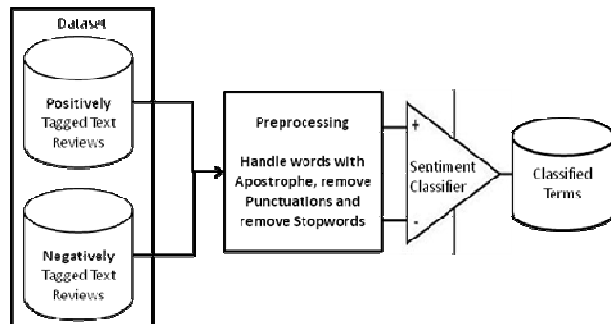 Dataset
Positively
Tagged Text
Reviews
Negatively
Tagged Text
Reviews
Preprocessing
Handle words with
Apostrophe, remove
Punctuations and
remove Stopwords
+
Sentiment
Classifier
-
Classified
Terms